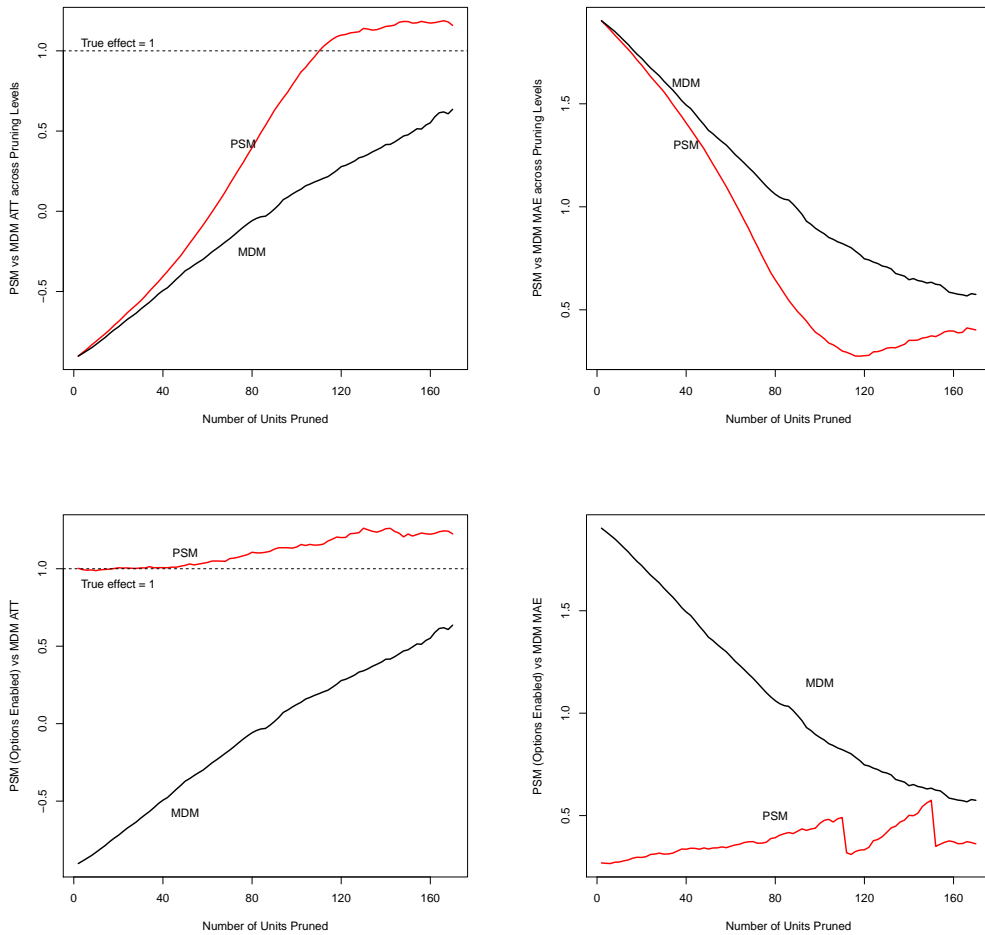 PSM vs MDM ATT across Pruning Levels
1.0
0.5
0.0
−0.5
True effect = 1
PSM
MDM
0 40 80 120 160
Number of Units Pruned
PSM vs MDM MAE across Pruning Levels
1.5
1.0
0.5
MDM
PSM
0 40 80 120 160
Number of Units Pruned
PSM (Options Enabled) vs MDM ATT
1.0
0.5
0.0
−0.5
PSM
True effect = 1
MDM
0 40 80 120 160
Number of Units Pruned
PSM (Options Enabled) vs MDM MAE
1.5
1.0
0.5
MDM
PSM
0 40 80 120 160
Number of Units Pruned